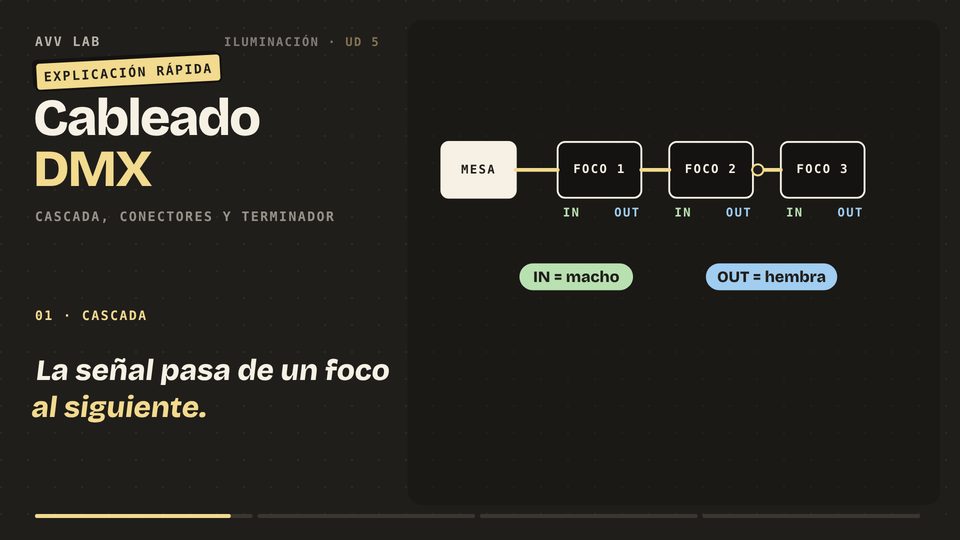 AVV LAB
ILUMINACIÓN · UD 5
EXPLICACIÓN RÁPIDA
Cableado
DMX
CASCADA, CONECTORES Y TERMINADOR
01 · CASCADA
La señal pasa de un foco
al siguiente.
MESA
FOCO 1
FOCO 2
FOCO 3
IN OUT
IN OUT
IN OUT
IN = macho
OUT = hembra